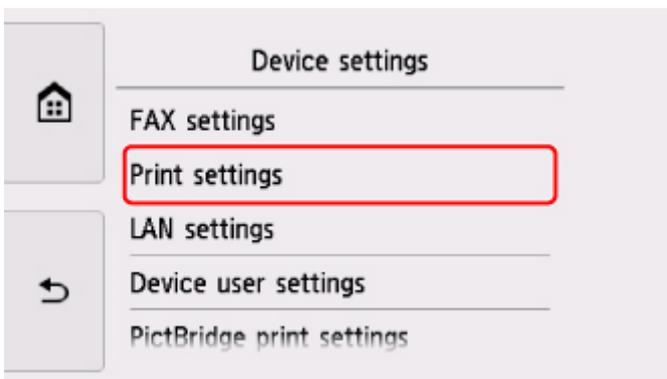 Device settings
FAX settings
Print settings
LAN settings
Device user settings
PictBridge print settings